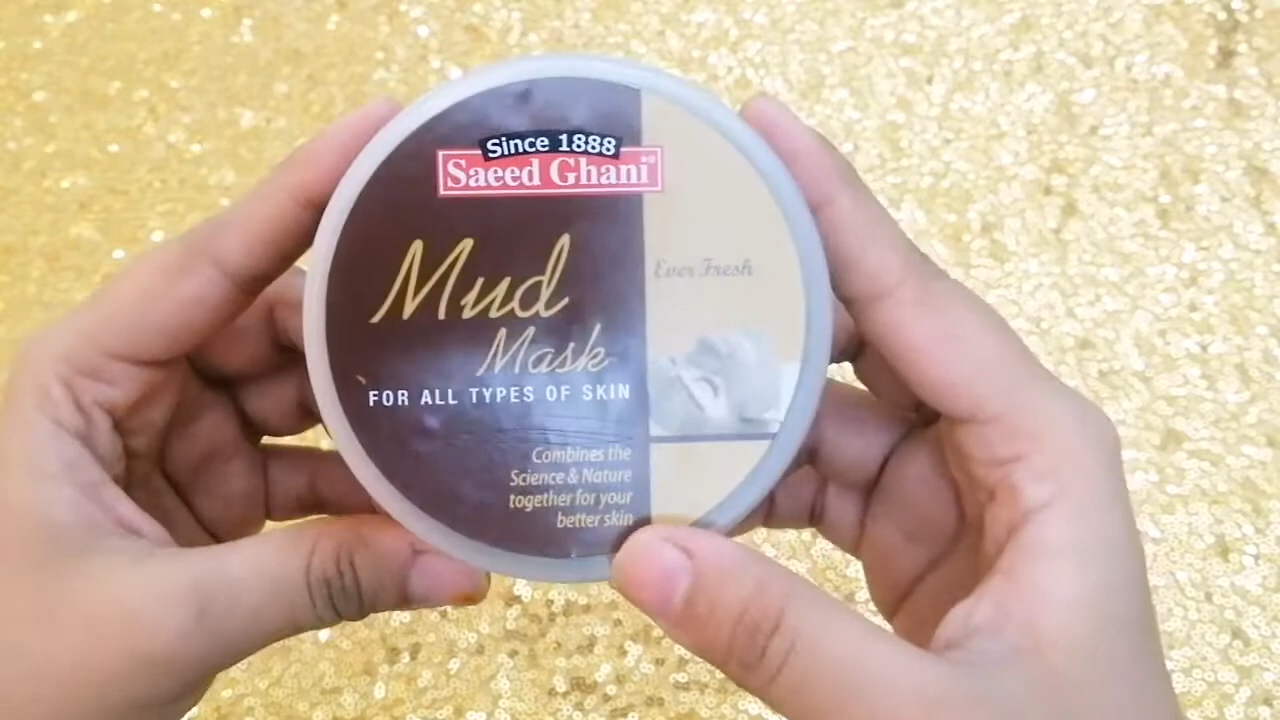 Since 1888
Saeed Ghani
Mud
Mask
FOR ALL TYPES OF SKIN
Combines the
Science & Nature
together for your
better skin
Ever Fresh